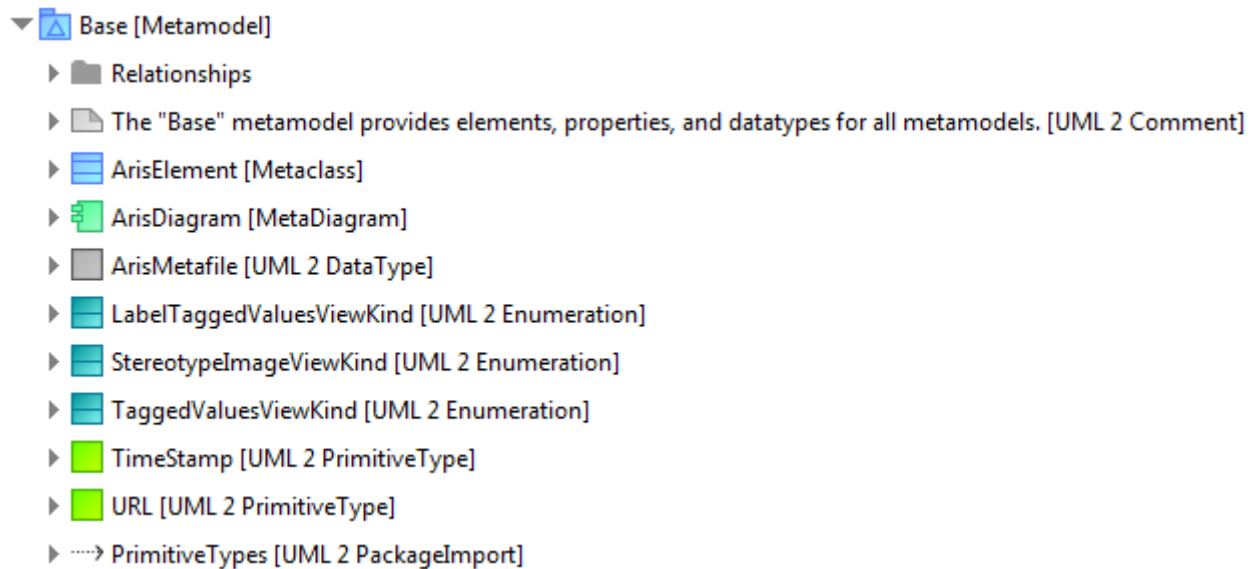 Base [Metamodel]
Relationships
The "Base" metamodel provides elements, properties, and datatypes for all metamodels. [UML 2 Comment]
ArisElement [Metaclass]
ArisDiagram [MetaDiagram]
ArisMetafile [UML 2 DataType]
LabelTaggedValuesViewKind [UML 2 Enumeration]
StereotypeImageViewKind [UML 2 Enumeration]
TaggedValuesViewKind [UML 2 Enumeration]
TimeStamp [UML 2 PrimitiveType]
URL [UML 2 PrimitiveType]
PrimitiveTypes [UML 2 PackageImport]